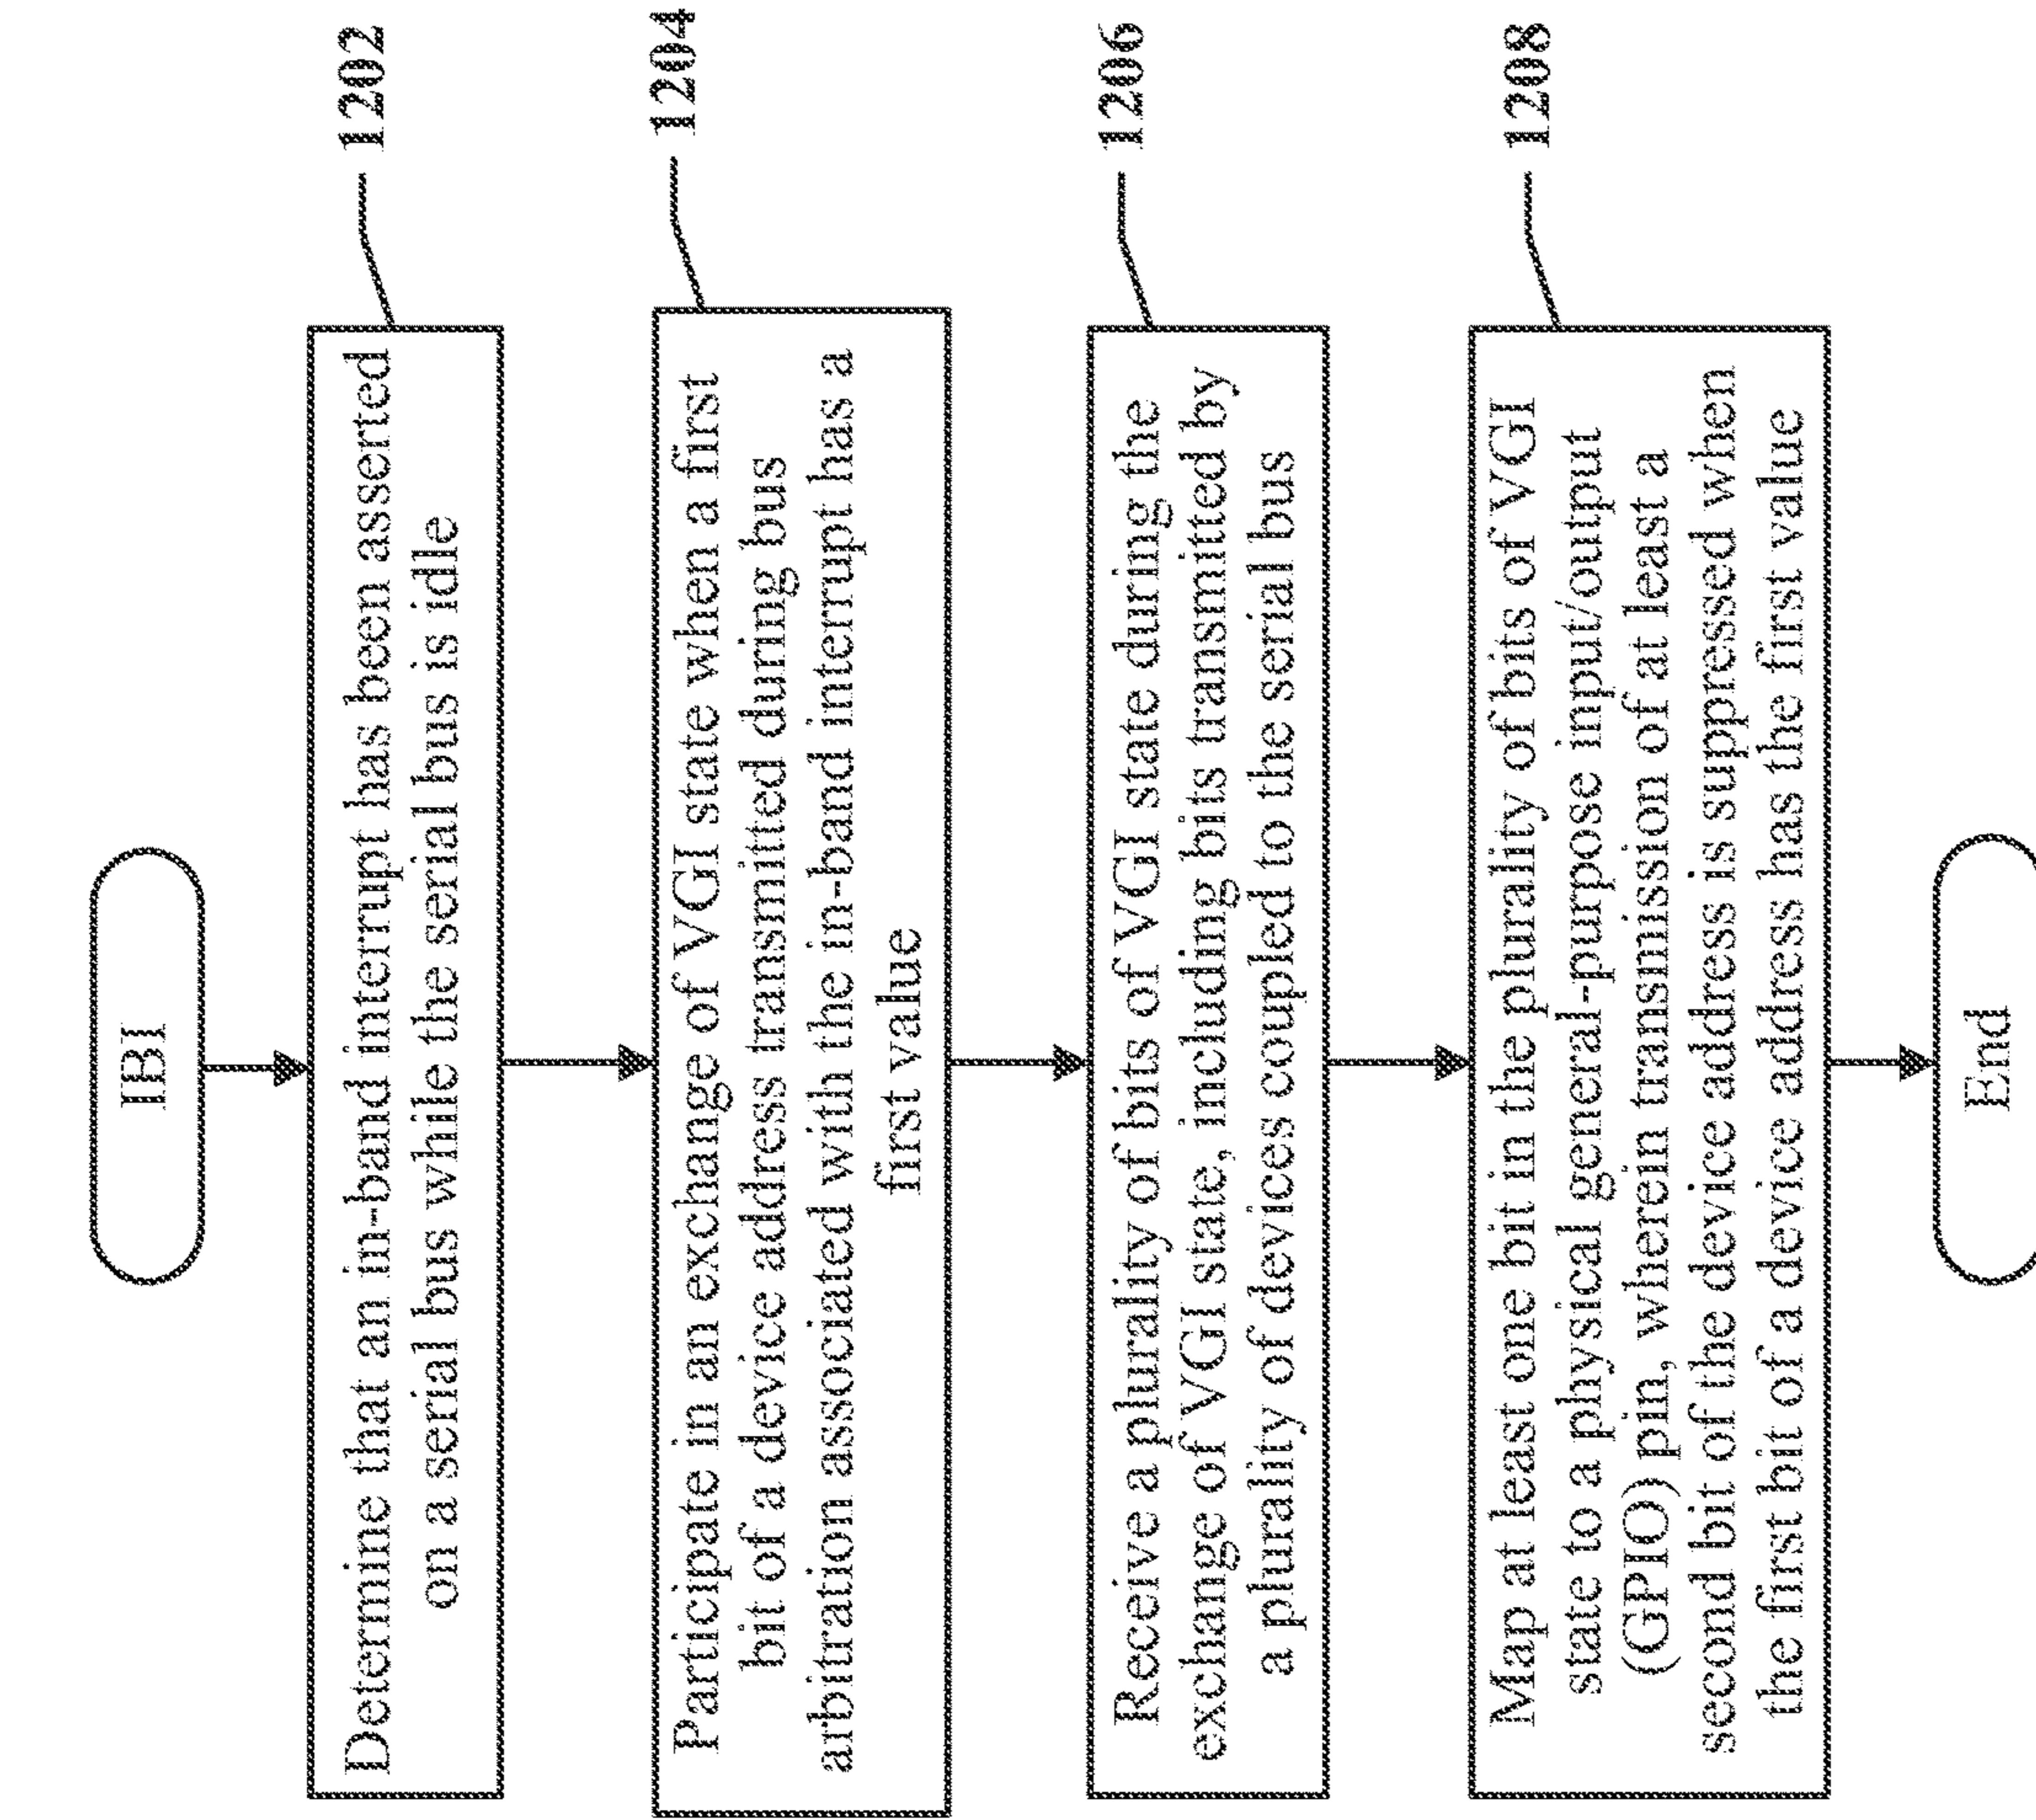 IBI
Determine that an in-band interrupt has been asserted
on a serial bus while the serial bus is idle
1202
Participate in an exchange of VGI state when a first
bit of a device address transmitted during bus
arbitration associated with the in-band interrupt has a
first value
1204
Receive a plurality of bits of VGI state during the
exchange of VGI state, including bits transmitted by
a plurality of devices coupled to the serial bus
1206
Map at least one bit in the plurality of bits of VGI
state to a physical general-purpose input/output
(GPIO) pin, wherein transmission of at least a
second bit of the device address is suppressed when
the first bit of a device address has the first value
1208
End